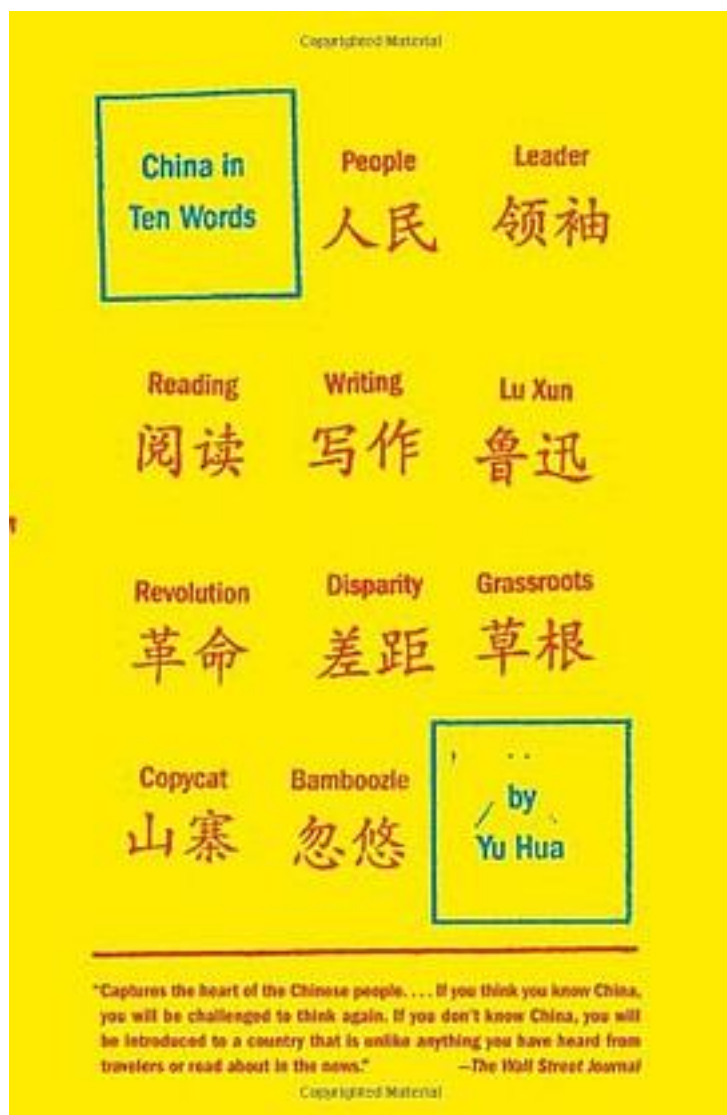 Copyrighted Material
China in
Ten Words
People Leader
人民 领袖
Reading Writing Lu Xun
阅读 写作 鲁迅
Revolution Disparity Grassroots
革命 差距 草根
Copycat Bamboozle
山寨 忽悠
by
Yu Hua
"Captures the heart of the Chinese people. . . . If you think you know China,
you will be challenged to think again. If you don't know China, you will
be introduced to a country that is unlike anything you have heard from
travelers or read about in the news." —The Wall Street Journal
Copyrighted Material